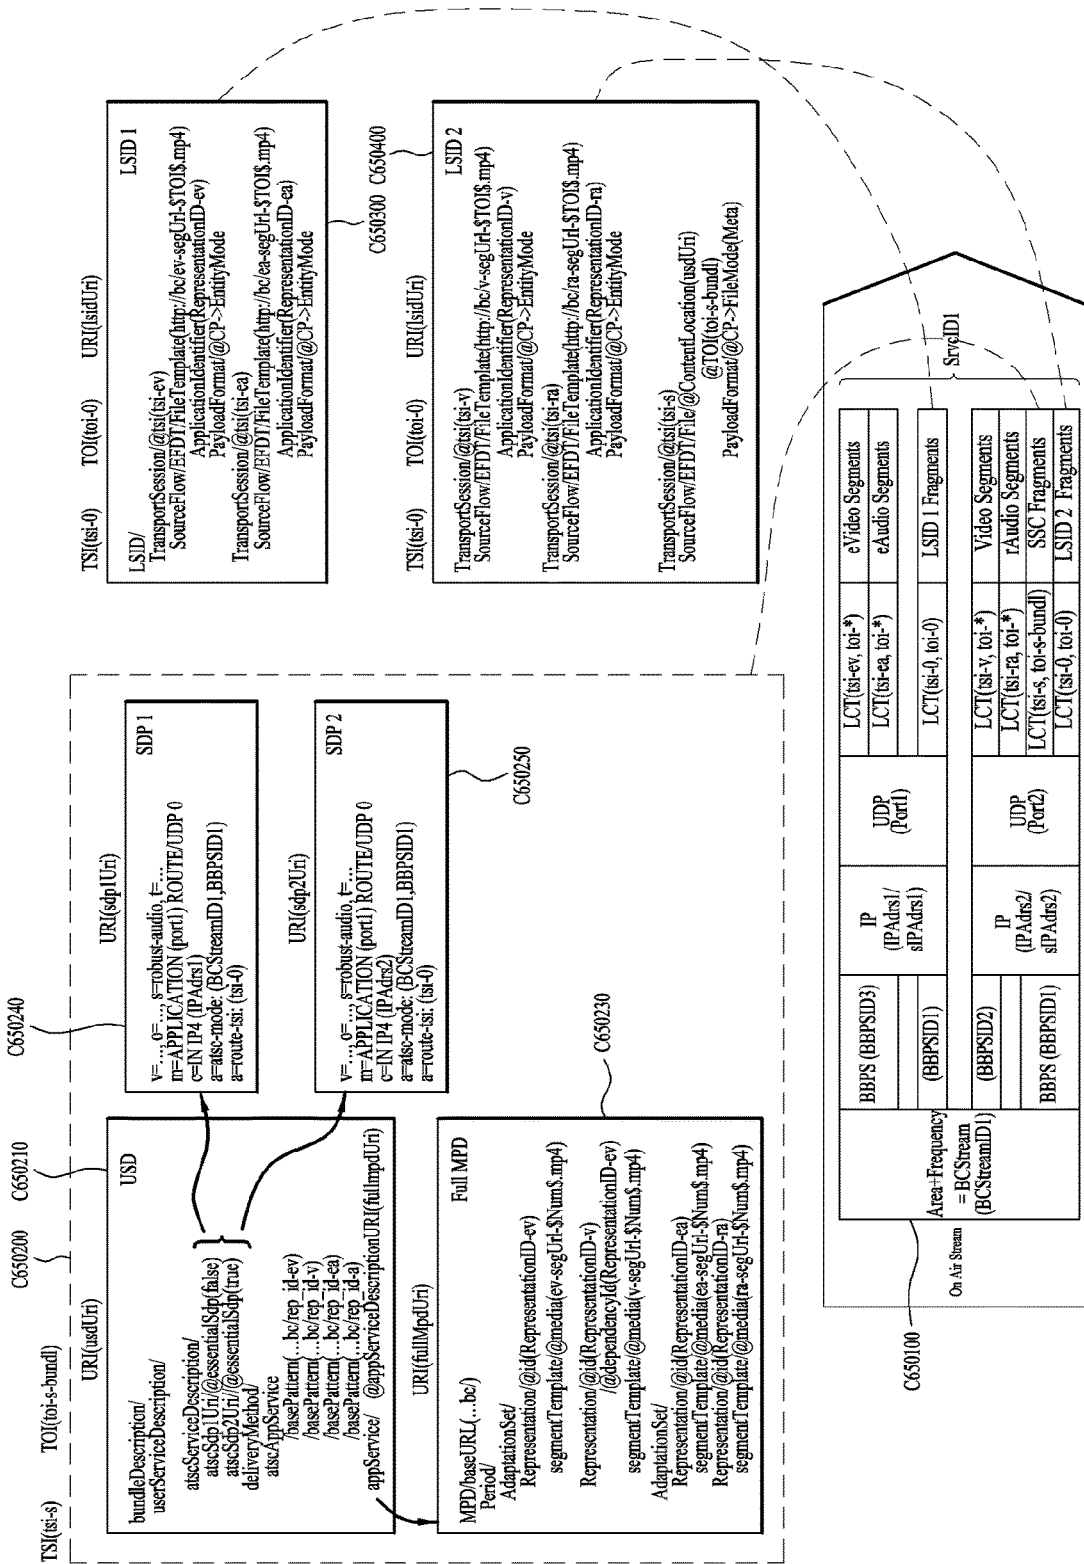 C650200
C650210
C650240
TSI(tsi-s)
TOI(toi-s-bundl)
URI(usdUri)
USD
bundleDescription/
userServiceDescription/
atscServiceDescription/
atscSdp1Uri/@essentialSdp(false)
atscSdp2Uri//@essentialSdp(true)
deliveryMethod/
atscAppService
/basePattern(...bc/rep_id-ev)
/basePattern(...bc/rep_id-v)
/basePattern(...bc/rep_id-ea)
/basePattern(...bc/rep_id-a)
appService/ @appServiceDescriptionURI(fullmpdUri)
URI(sdp1Uri)
SDP 1
v=..., o=..., s=robust-audio, t=...
m=APPLICATION (port1) ROUTE/UDP 0
c=IN IP4 (IPAdrs1)
a=atsc-mode: (BCStreamID1,BBPSID1)
a=route-tsi: (tsi-0)
URI(sdp2Uri)
SDP 2
v=..., o=..., s=robust-audio, t=...
m=APPLICATION (port1) ROUTE/UDP 0
c=IN IP4 (IPAdrs2)
a=atsc-mode: (BCStreamID1,BBPSID1)
a=route-tsi: (tsi-0)
C650250
URI(fullMpdUri)
Full MPD
MPD/baseURL(...bc/)
Period/
AdaptationSet/
Representation/@id(RepresentationID-ev)
segmentTemplate/@media(ev-segUrl-$Num$.mp4)
Representation/@id(RepresentationID-v)
/@dependencyId(RepresentationID-ev)
segmentTemplate/@media(v-segUrl-$Num$.mp4)
AdaptationSet/
Representation/@id(RepresentationID-ea)
segmentTemplate/@media(ea-segUrl-$Num$.mp4)
Representation/@id(RepresentationID-ra)
segmentTemplate/@media(ra-segUrl-$Num$.mp4)
C650230
TSI(tsi-0)
TOI(toi-0)
URI(lsidUri)
LSID 1
LSID/
TransportSession/@tsi(tsi-ev)
SourceFlow/EFDT/FileTemplate(http://bc/ev-segUrl-$TOI$.mp4)
ApplicationIdentifier(RepresentationID-ev)
PayloadFormat/@CP->EntityMode
TransportSession/@tsi(tsi-ea)
SourceFlow/EFDT/FileTemplate(http://bc/ea-segUrl-$TOI$.mp4)
ApplicationIdentifier(RepresentationID-ea)
PayloadFormat/@CP->EntityMode
C650300
C650400
TSI(tsi-0)
TOI(toi-0)
URI(lsidUri)
LSID 2
TransportSession/@tsi(tsi-v)
SourceFlow/EFDT/FileTemplate(http://bc/v-segUrl-$TOI$.mp4)
ApplicationIdentifier(RepresentationID-v)
PayloadFormat/@CP->EntityMode
TransportSession/@tsi(tsi-ra)
SourceFlow/EFDT/FileTemplate(http://bc/ra-segUrl-$TOI$.mp4)
ApplicationIdentifier(RepresentationID-ra)
PayloadFormat/@CP->EntityMode
TransportSession/@tsi(tsi-s)
SourceFlow/EFDT/File/@ContentLocation(usdUri)
@TOI(toi-s-bundl)
PayloadFormat/@CP->FileMode(Meta)
C650100
On Air Stream
Area+Frequency
= BCStream
(BCStreamID1)
BBPS (BBPSID3)
(BBPSID1)
(BBPSID2)
BBPS (BBPSID1)
IP
(IPAdrs1/
sIPAdrs1)
IP
(IPAdrs2/
sIPAdrs2)
UDP
(Port1)
UDP
(Port2)
LCT(tsi-ev, toi-*)
eVideo Segments
LCT(tsi-ea, toi-*)
eAudio Segments
LCT(tsi-0, toi-0)
LSID 1 Fragments
LCT(tsi-v, toi-*)
Video Segments
LCT(tsi-ra, toi-*)
rAudio Segments
LCT(tsi-s, toi-s-bundl)
SSC Fragments
LCT(tsi-0, toi-0)
LSID 2 Fragments
SrvcID1